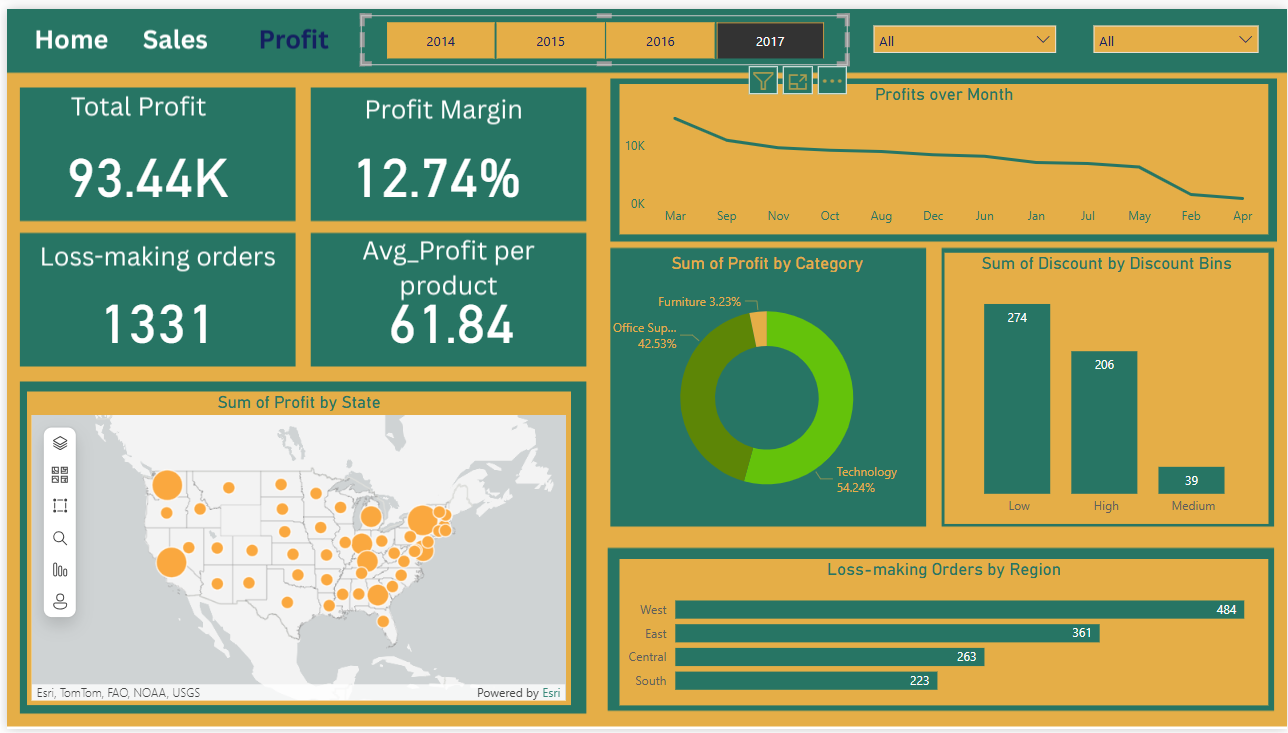 Home Sales Profit
2014 2015 2016 2017
All
All
Total Profit
93.44K
Profit Margin
12.74%
Loss-making orders
1331
Avg_Profit per
product
61.84
Profits over Month
10K
0K
Mar Sep Nov Oct Aug Dec Jun Jan Jul May Feb Apr
Sum of Profit by Category
Furniture 3.23%
Office Sup...
42.53%
Technology
54.24%
Sum of Discount by Discount Bins
274
206
39
Low High Medium
Sum of Profit by State
Esri, TomTom, FAO, NOAA, USGS
Powered by Esri
Loss-making Orders by Region
West 484
East 361
Central 263
South 223